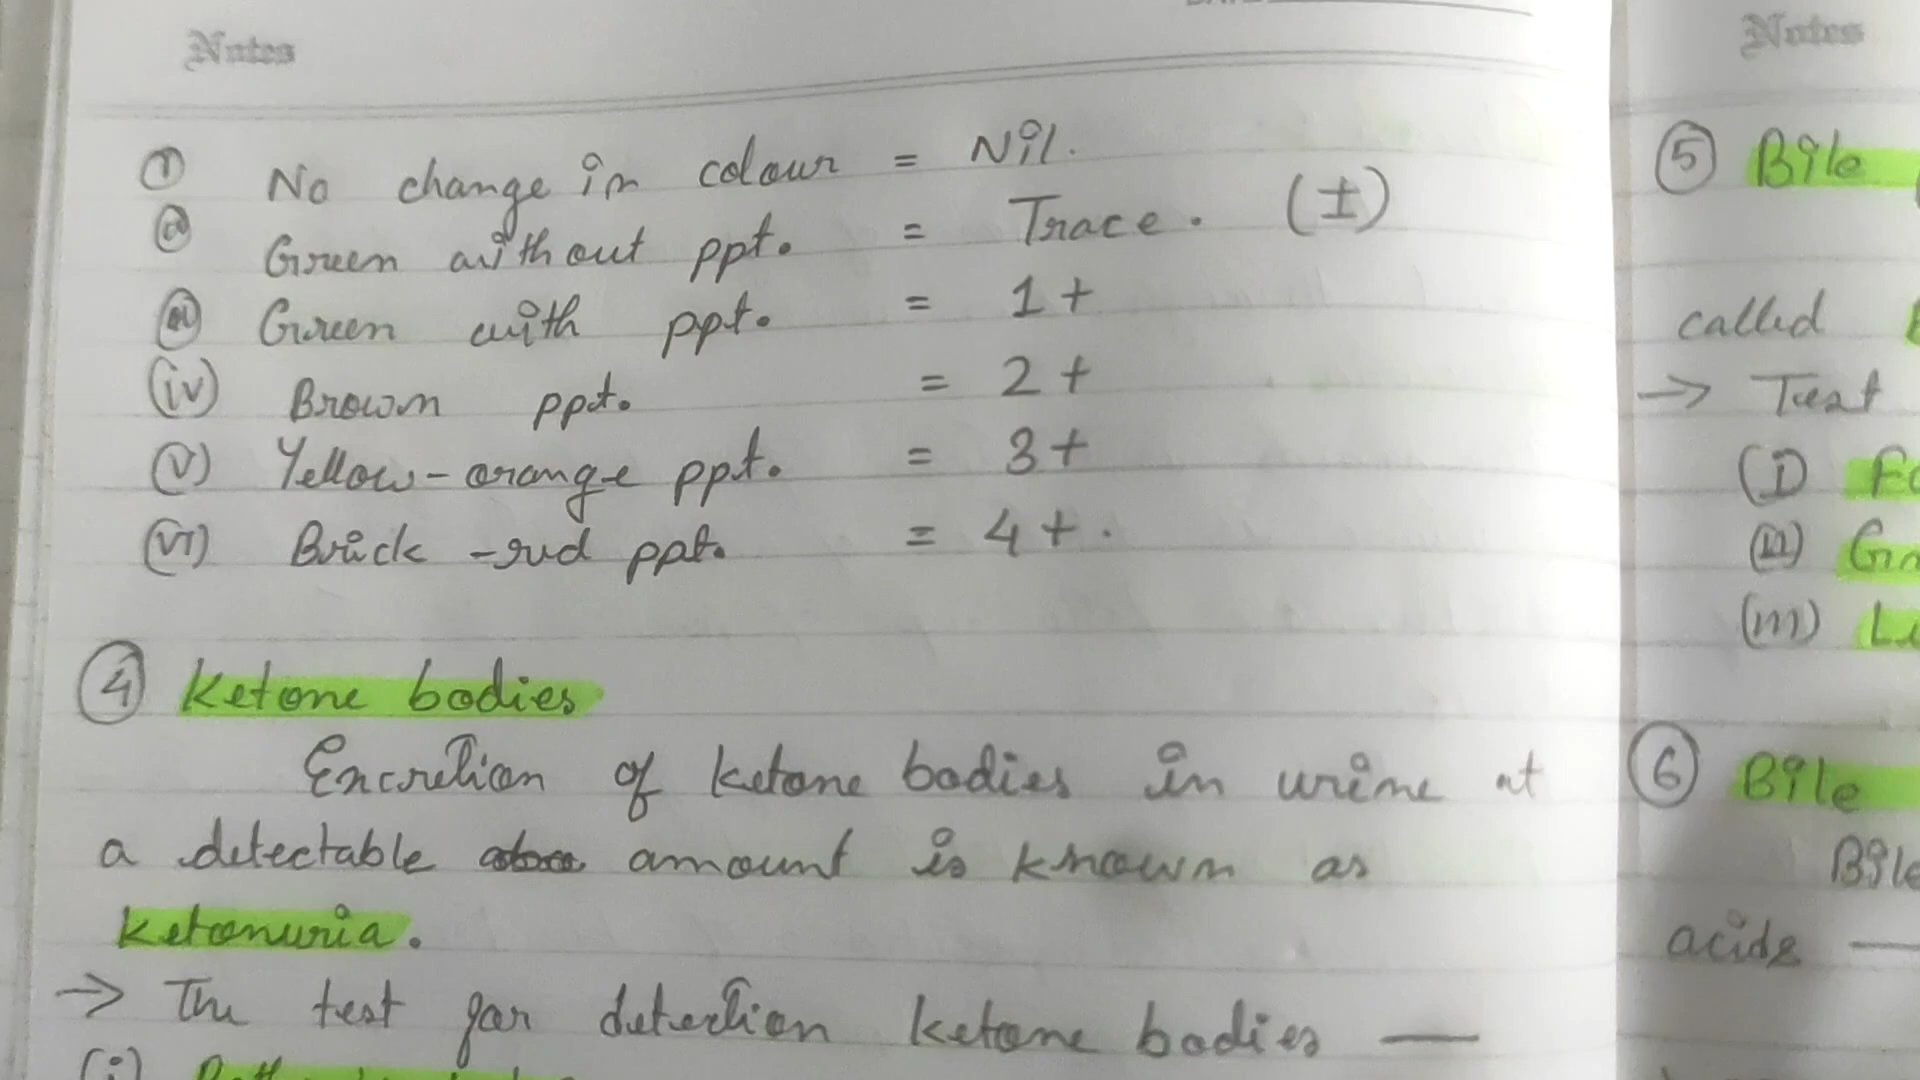 Notes
(i) No change in colour = Nil.
(ii) Green without ppt. = Trace. (±)
(iii) Green with ppt. = 1+
(iv) Brown ppt. = 2+
(v) Yellow-orange ppt. = 3+
(vi) Brick-red ppt. = 4+.
4 Ketone bodies
Excretion of ketone bodies in urine at
a detectable amount is known as
Ketonuria.
→ The test for detection ketone bodies —
(i)
Notes
5 Bile
called
→ Test
(I)
(II)
(III)
6 Bile
Bile
acids —